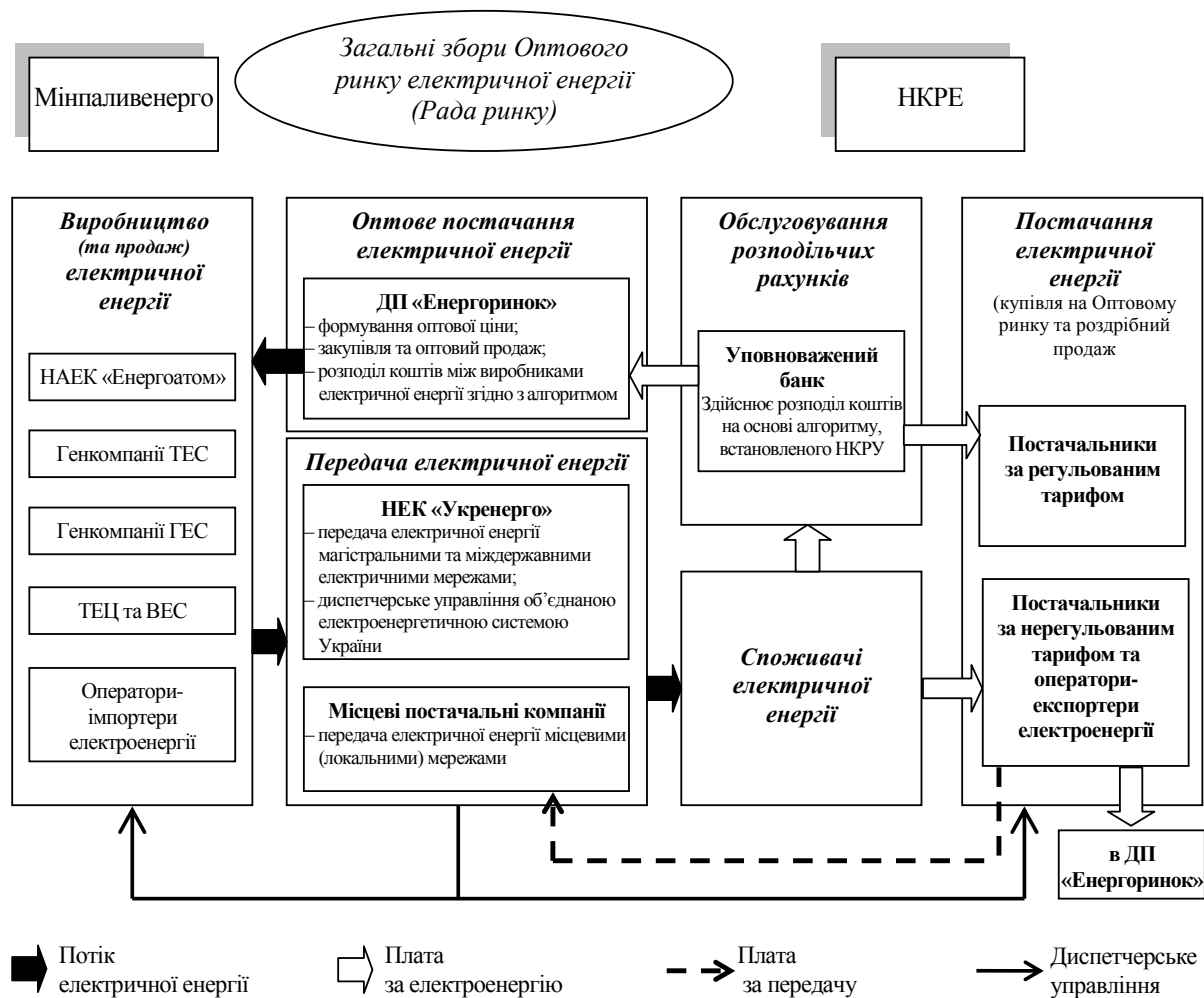 Мінпаливенерго
Загальні збори Оптового
ринку електричної енергії
(Рада ринку)
НКРЕ
Виробництво
(та продаж)
електричної
енергії
НАЕК «Енергоатом»
Генкомпанії ТЕС
Генкомпанії ГЕС
ТЕЦ та ВЕС
Оператори-
імпортери
електроенергії
Оптове постачання
електричної енергії
ДП «Енергоринок»
– формування оптової ціни;
– закупівля та оптовий продаж;
– розподіл коштів між виробниками
електричної енергії згідно з алгоритмом
Передача електричної енергії
НЕК «Укренерго»
– передача електричної енергії
магістральними та міждержавними
електричними мережами;
– диспетчерське управління об’єднаною
електроенергетичною системою
України
Місцеві постачальні компанії
– передача електричної енергії місцевими
(локальними) мережами
Обслуговування
розподільчих
рахунків
Уповноважений
банк
Здійснює розподіл коштів
на основі алгоритму,
встановленого НКРУ
Споживачі
електричної
енергії
Постачання
електричної
енергії
(купівля на Оптовому
ринку та роздрібний
продаж
Постачальники
за регульованим
тарифом
Постачальники
за нерегульованим
тарифом та
оператори-
експортери
електроенергії
в ДП
«Енергоринок»
Потік
електричної енергії
Плата
за електроенергію
Плата
за передачу
Диспетчерське
управління